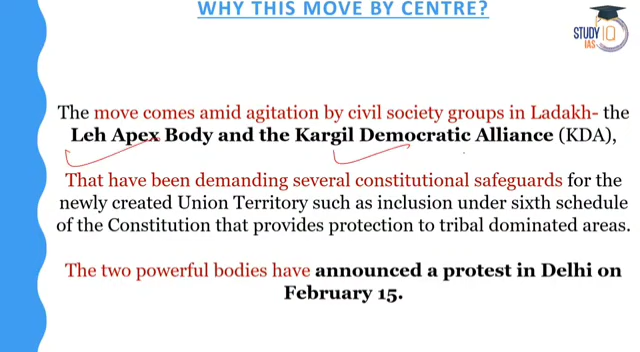 WHY THIS MOVE BY CENTRE?
STUDY IQ
IAS
The move comes amid agitation by civil society groups in Ladakh- the
Leh Apex Body and the Kargil Democratic Alliance (KDA),
That have been demanding several constitutional safeguards for the
newly created Union Territory such as inclusion under sixth schedule
of the Constitution that provides protection to tribal dominated areas.
The two powerful bodies have announced a protest in Delhi on
February 15.